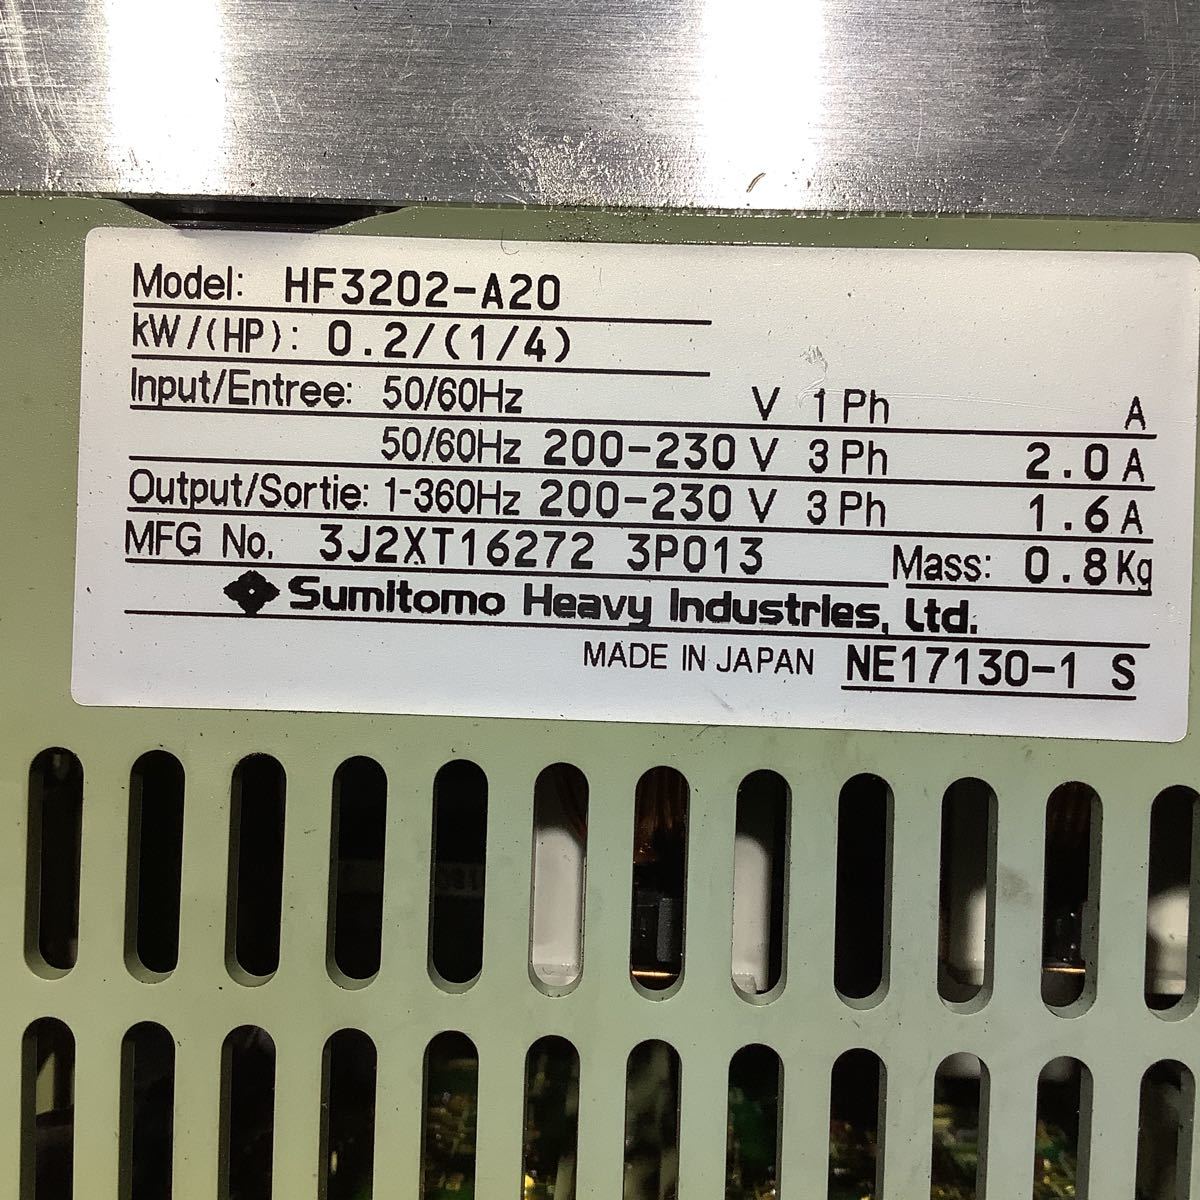 Model: HF3202-A20
kW/(HP): 0.2/(1/4)
Input/Entree: 50/60Hz V 1 Ph A
50/60Hz 200-230 V 3 Ph 2.0 A
Output/Sortie: 1-360Hz 200-230 V 3 Ph 1.6 A
MFG No. 3J2XT16272 3P013 Mass: 0.8 Kg
Sumitomo Heavy Industries, Ltd.
MADE IN JAPAN NE17130-1 S